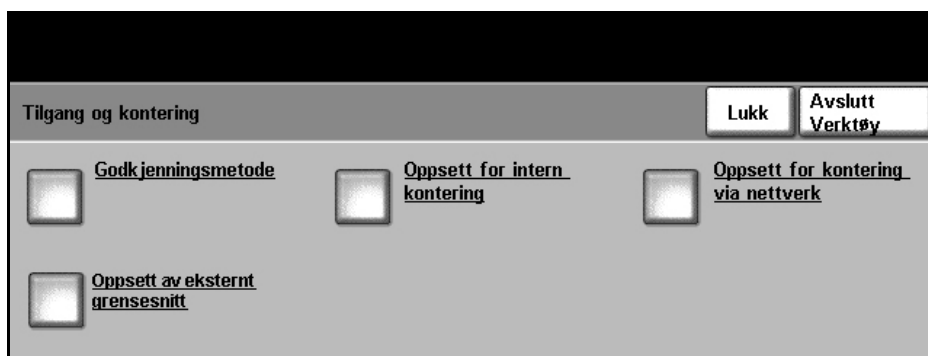 Tilgang og kontering
Lukk
Avslutt
Verktøy
Godkjenningsmetode
Oppsett for intern
kontering
Oppsett for kontering
via nettverk
Oppsett av eksternt
grensesnitt